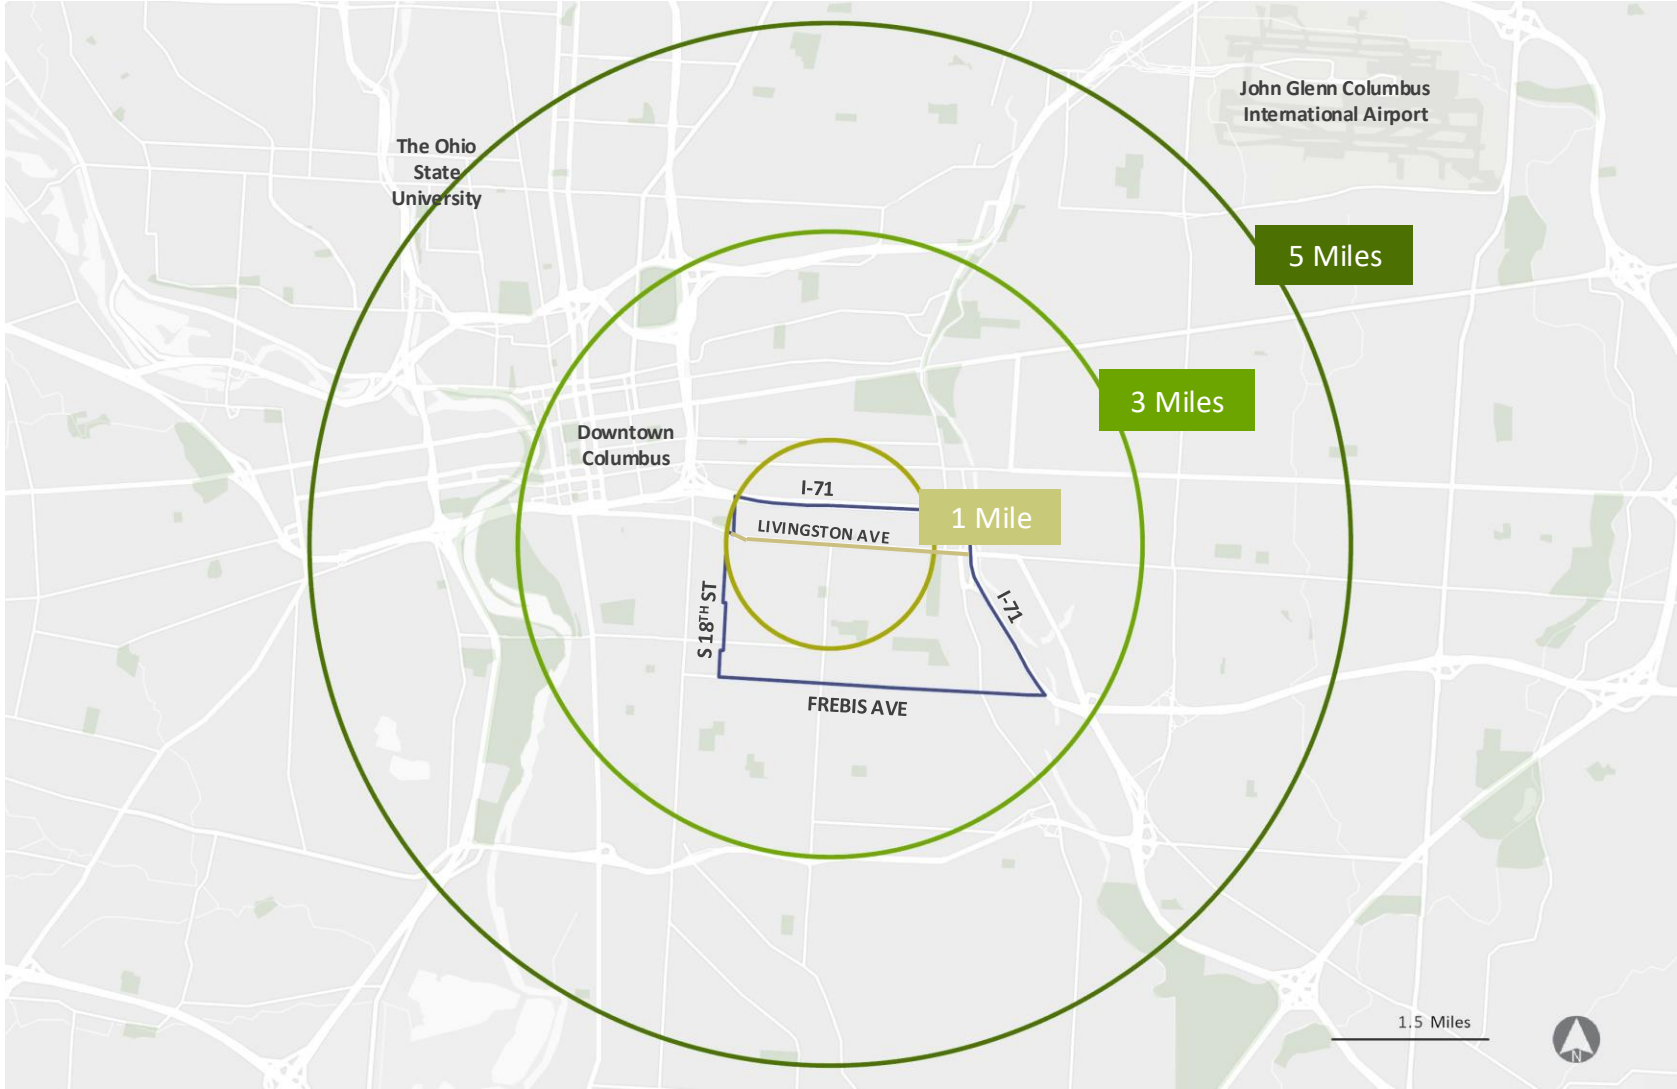 John Glenn Columbus
International Airport
The Ohio
State
University
5 Miles
3 Miles
Downtown
Columbus
I-71
1 Mile
LIVINGSTON AVE
S 18TH ST
I-71
FREBIS AVE
1.5 Miles
N